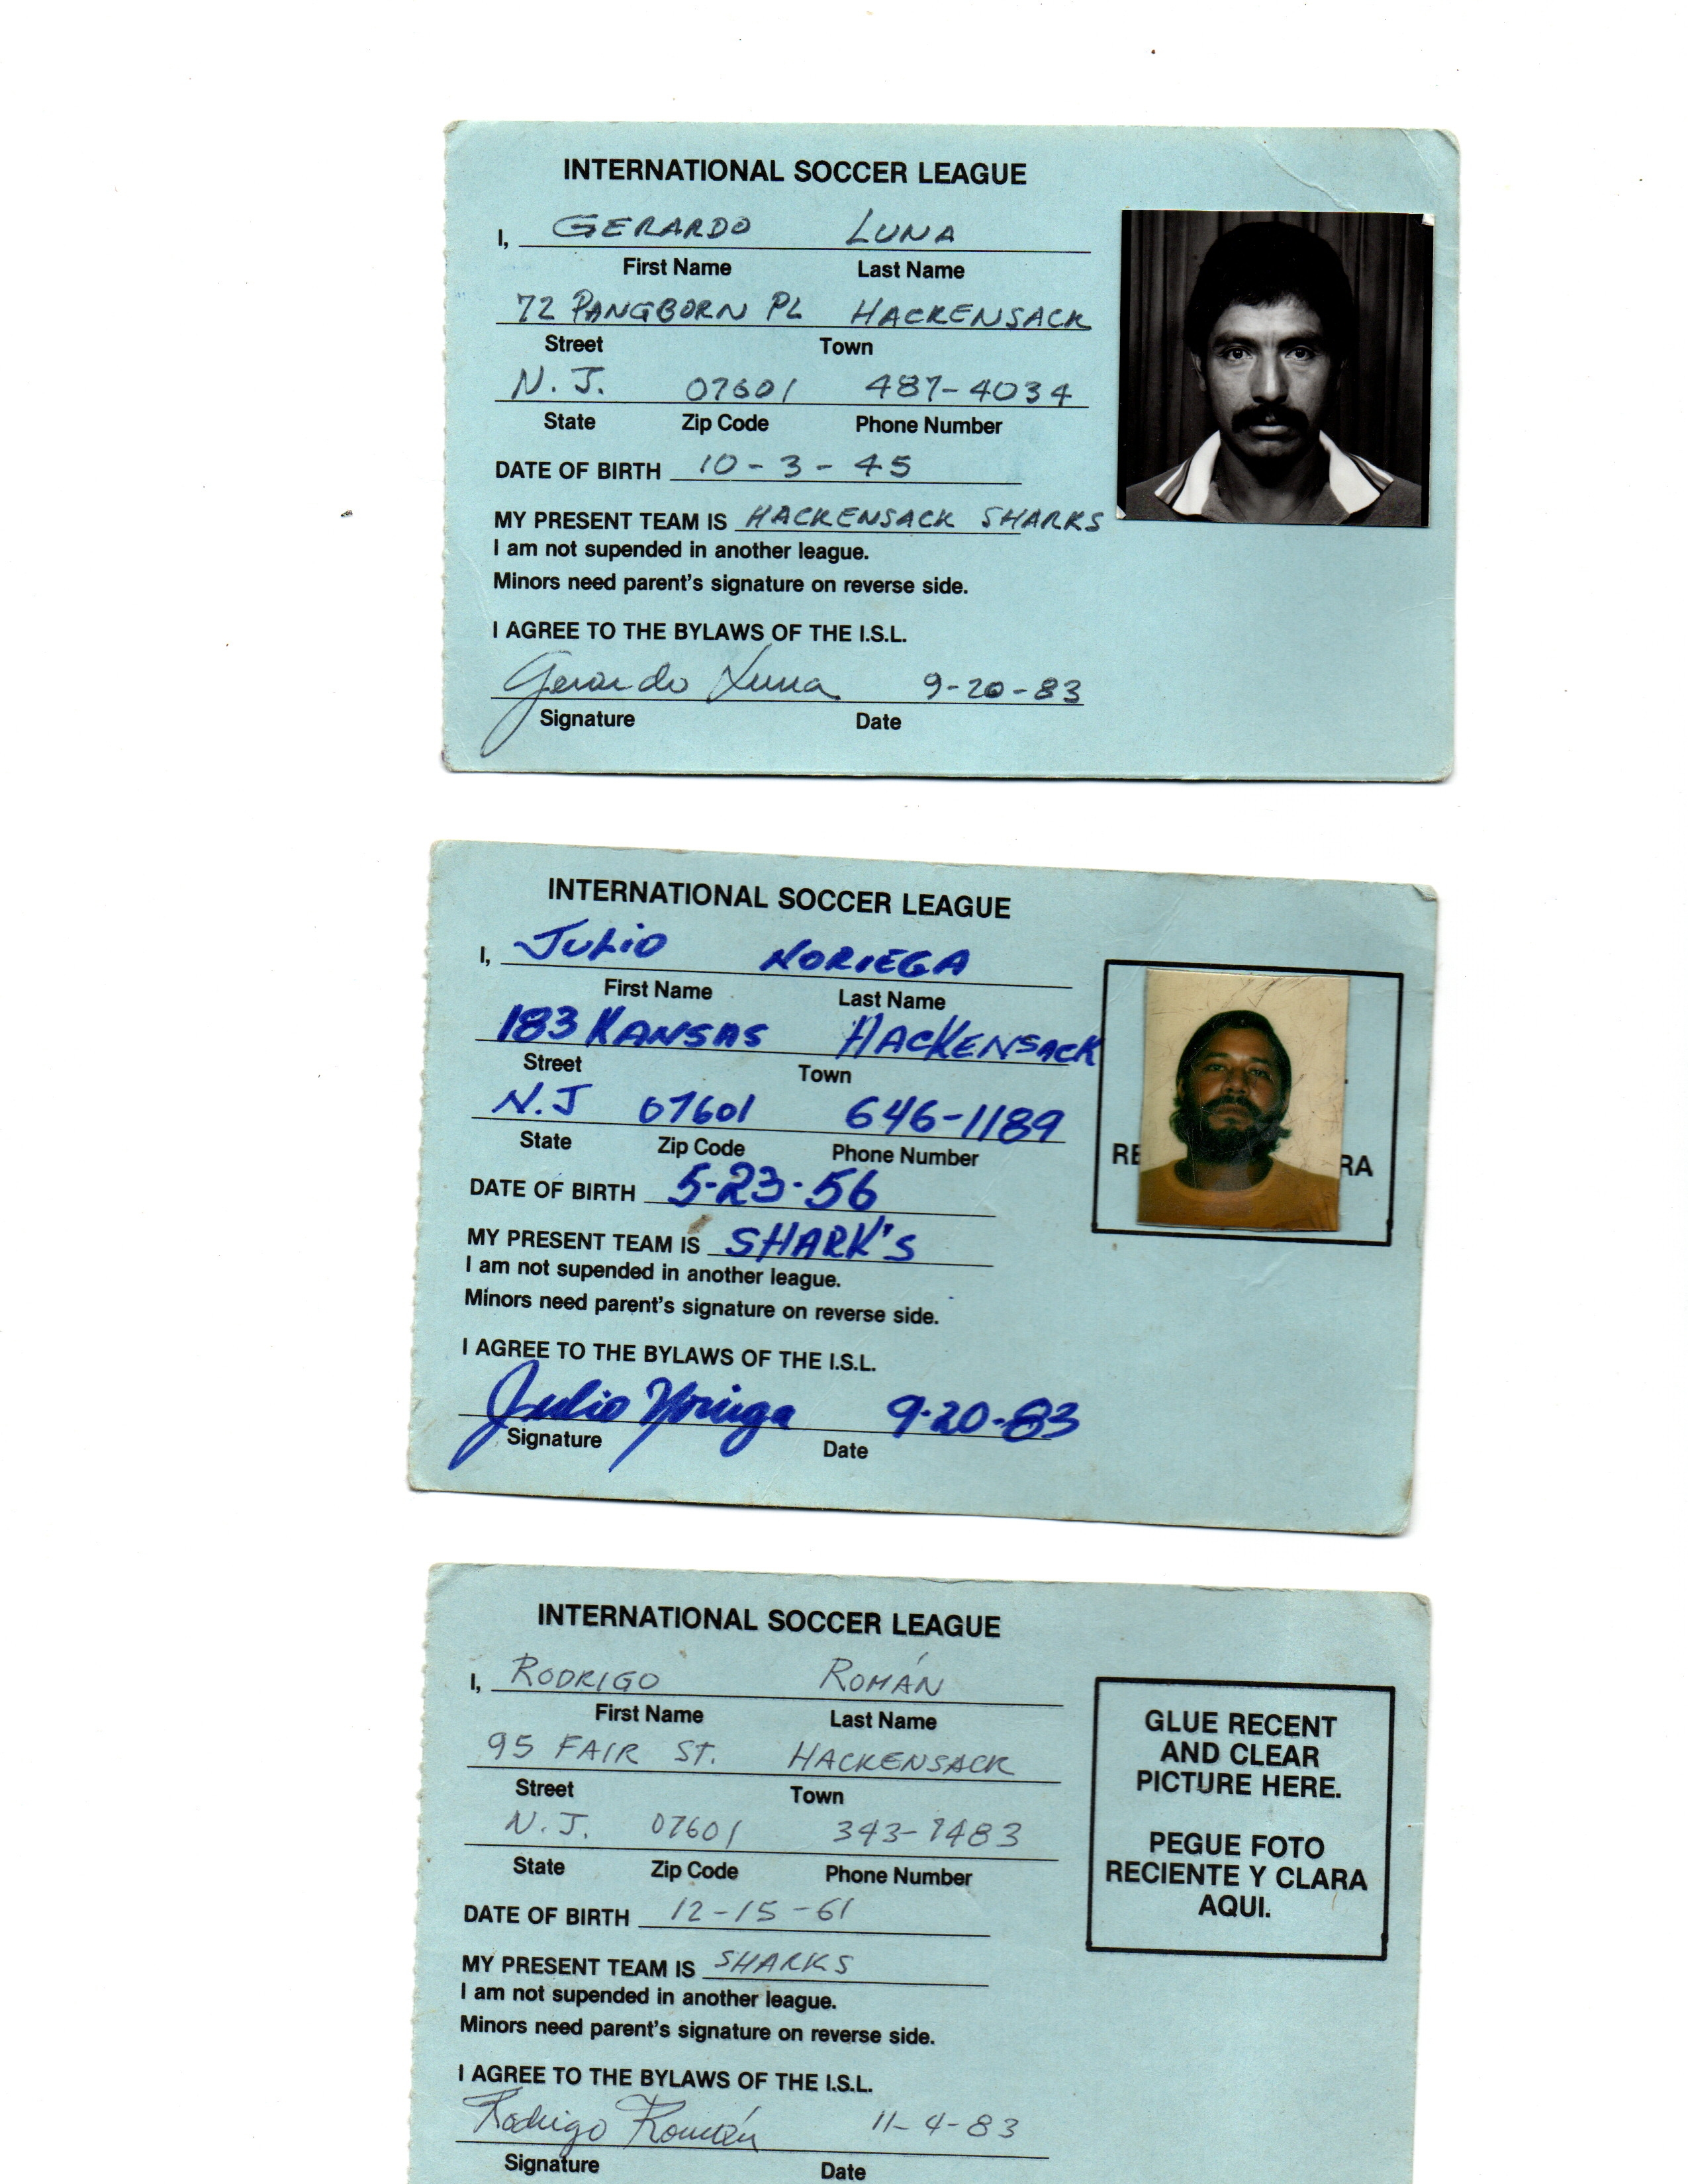 INTERNATIONAL SOCCER LEAGUE
I, GERARDO LUNA
First Name Last Name
72 PANGBORN PL HACKENSACK
Street Town
N.J. 07601 487-4034
State Zip Code Phone Number
DATE OF BIRTH 10-3-45
MY PRESENT TEAM IS HACKENSACK SHARKS
I am not supended in another league.
Minors need parent's signature on reverse side.
I AGREE TO THE BYLAWS OF THE I.S.L.
Gerardo Luna 9-20-83
Signature Date
INTERNATIONAL SOCCER LEAGUE
I, JULIO NORIEGA
First Name Last Name
183 KANSAS HACKENSACK
Street Town
N.J 07601 646-1189
State Zip Code Phone Number
RE RA
DATE OF BIRTH 5-23-56
MY PRESENT TEAM IS SHARK'S
I am not supended in another league.
Minors need parent's signature on reverse side.
I AGREE TO THE BYLAWS OF THE I.S.L.
Julio Noriega 9-20-83
Signature Date
INTERNATIONAL SOCCER LEAGUE
I, RODRIGO ROMÁN
First Name Last Name
95 FAIR ST. HACKENSACK
Street Town
N.J. 07601 343-7483
State Zip Code Phone Number
DATE OF BIRTH 12-15-61
MY PRESENT TEAM IS SHARKS
I am not supended in another league.
Minors need parent's signature on reverse side.
I AGREE TO THE BYLAWS OF THE I.S.L.
Rodrigo Román 11-4-83
Signature Date
GLUE RECENT
AND CLEAR
PICTURE HERE.
PEGUE FOTO
RECIENTE Y CLARA
AQUI.